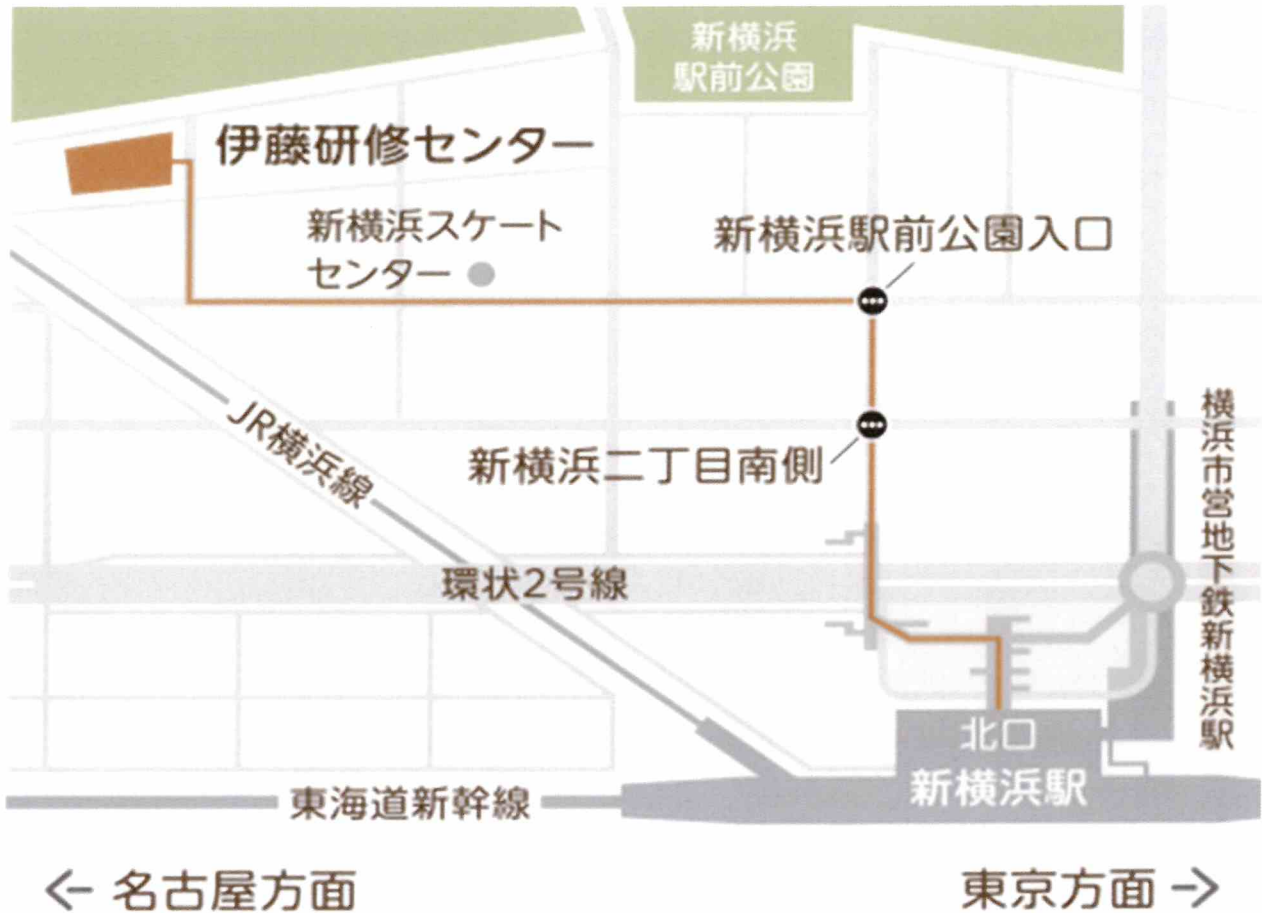 新横浜
駅前公園
伊藤研修センター
新横浜スケート
センター
新横浜駅前公園入口
JR横浜線
新横浜二丁目南側
横浜市営地下鉄新横浜駅
環状2号線
北口
新横浜駅
東海道新幹線
← 名古屋方面
東京方面 →